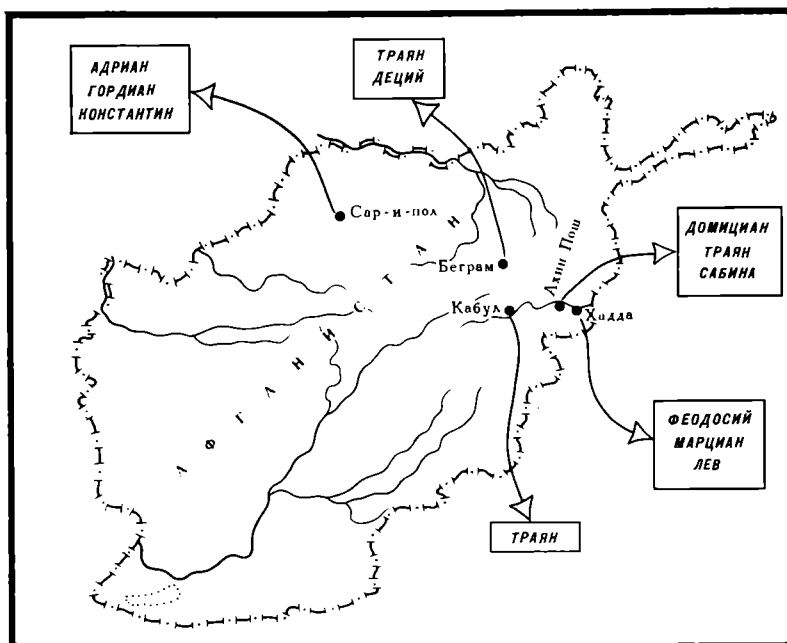 АДРИАН
ГОРДИАН
КОНСТАНТИН
ТРАЯН
ДЕЦИЙ
Сар-и-пол
Беграм
Ахин Пош
ДОМИЦИАН
ТРАЯН
САБИНА
Кабул
Хадда
АФГАНИСТАН
ФЕОДОСИЙ
МАРЦИАН
ЛЕВ
ТРАЯН